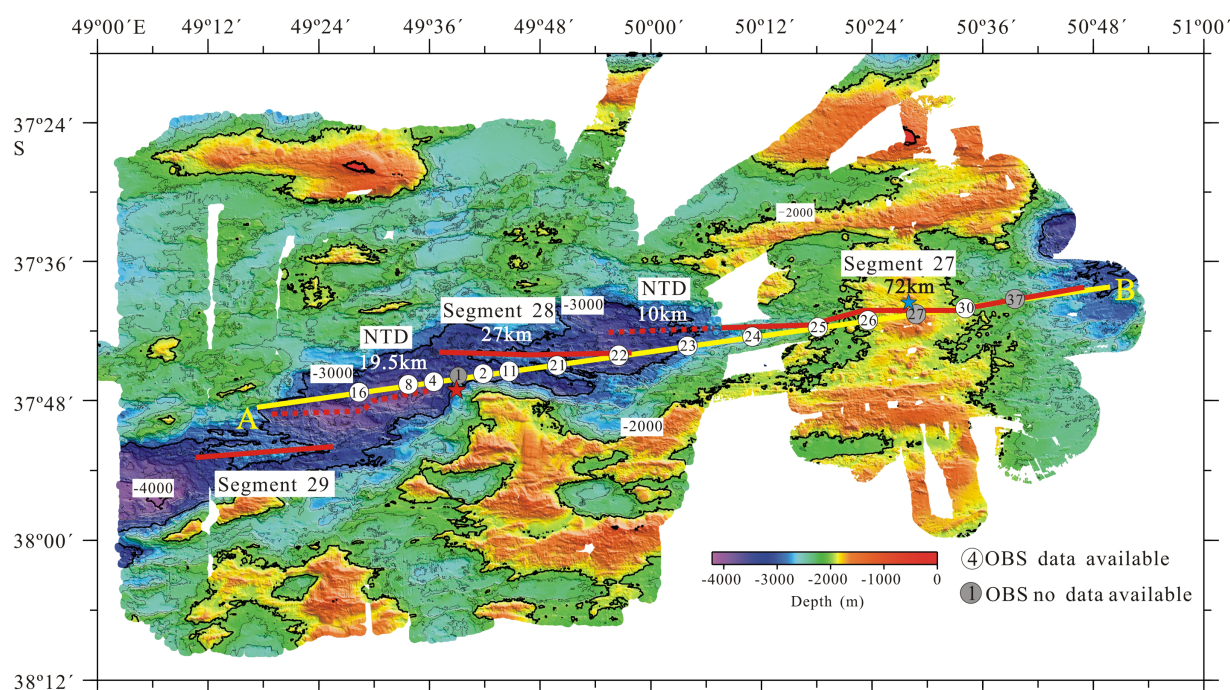 49°00′E 49°12′ 49°24′ 49°36′ 49°48′ 50°00′ 50°12′ 50°24′ 50°36′ 50°48′ 51°00′
37°24′
S
-2000
37°36′
Segment 27
72km
NTD
10km
-3000
Segment 28
27km
B
37
27
30
26
25
24
23
22
21
11
2
1
4
8
16
NTD
19.5km
-3000
37°48′
A
-2000
Segment 29
-4000
38°00′
-4000 -3000 -2000 -1000 0
Depth (m)
4 OBS data available
1 OBS no data available
38°12′